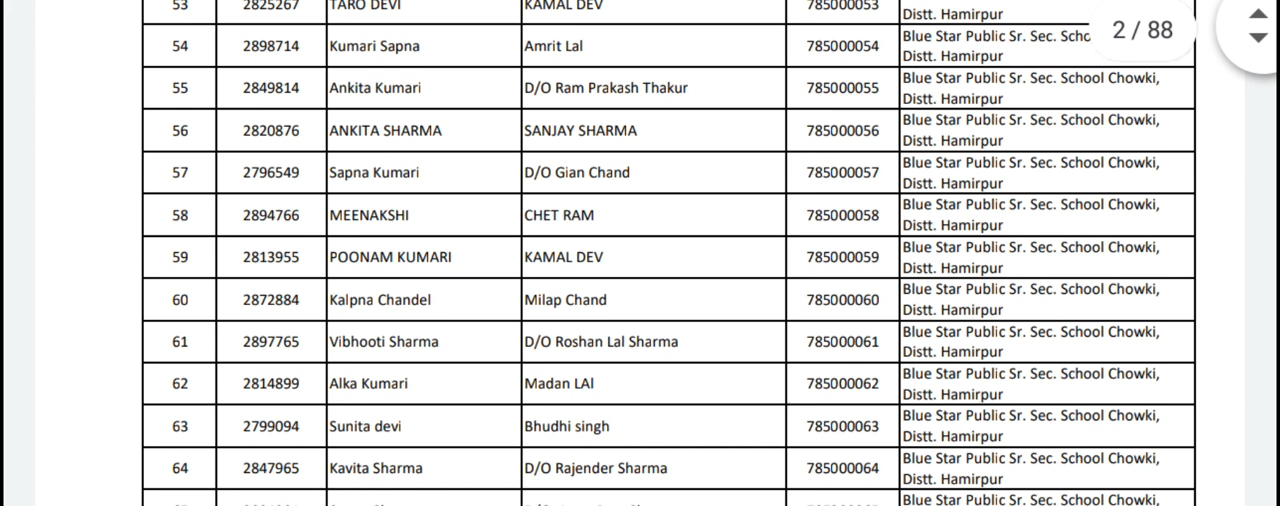 53 2825267 TARO DEVI KAMAL DEV 785000053
Distt. Hamirpur
2 / 88
54 2898714 Kumari Sapna Amrit Lal 785000054 Blue Star Public Sr. Sec.
Distt. Hamirpur
55 2849814 Ankita Kumari D/O Ram Prakash Thakur 785000055 Blue Star Public Sr. Sec. School Chowki,
Distt. Hamirpur
56 2820876 ANKITA SHARMA SANJAY SHARMA 785000056 Blue Star Public Sr. Sec. School Chowki,
Distt. Hamirpur
57 2796549 Sapna Kumari D/O Gian Chand 785000057 Blue Star Public Sr. Sec. School Chowki,
Distt. Hamirpur
58 2894766 MEENAKSHI CHET RAM 785000058 Blue Star Public Sr. Sec. School Chowki,
Distt. Hamirpur
59 2813955 POONAM KUMARI KAMAL DEV 785000059 Blue Star Public Sr. Sec. School Chowki,
Distt. Hamirpur
60 2872884 Kalpna Chandel Milap Chand 785000060 Blue Star Public Sr. Sec. School Chowki,
Distt. Hamirpur
61 2897765 Vibhooti Sharma D/O Roshan Lal Sharma 785000061 Blue Star Public Sr. Sec. School Chowki,
Distt. Hamirpur
62 2814899 Alka Kumari Madan LAl 785000062 Blue Star Public Sr. Sec. School Chowki,
Distt. Hamirpur
63 2799094 Sunita devi Bhudhi singh 785000063 Blue Star Public Sr. Sec. School Chowki,
Distt. Hamirpur
64 2847965 Kavita Sharma D/O Rajender Sharma 785000064 Blue Star Public Sr. Sec. School Chowki,
Distt. Hamirpur
Blue Star Public Sr. Sec. School Chowki,